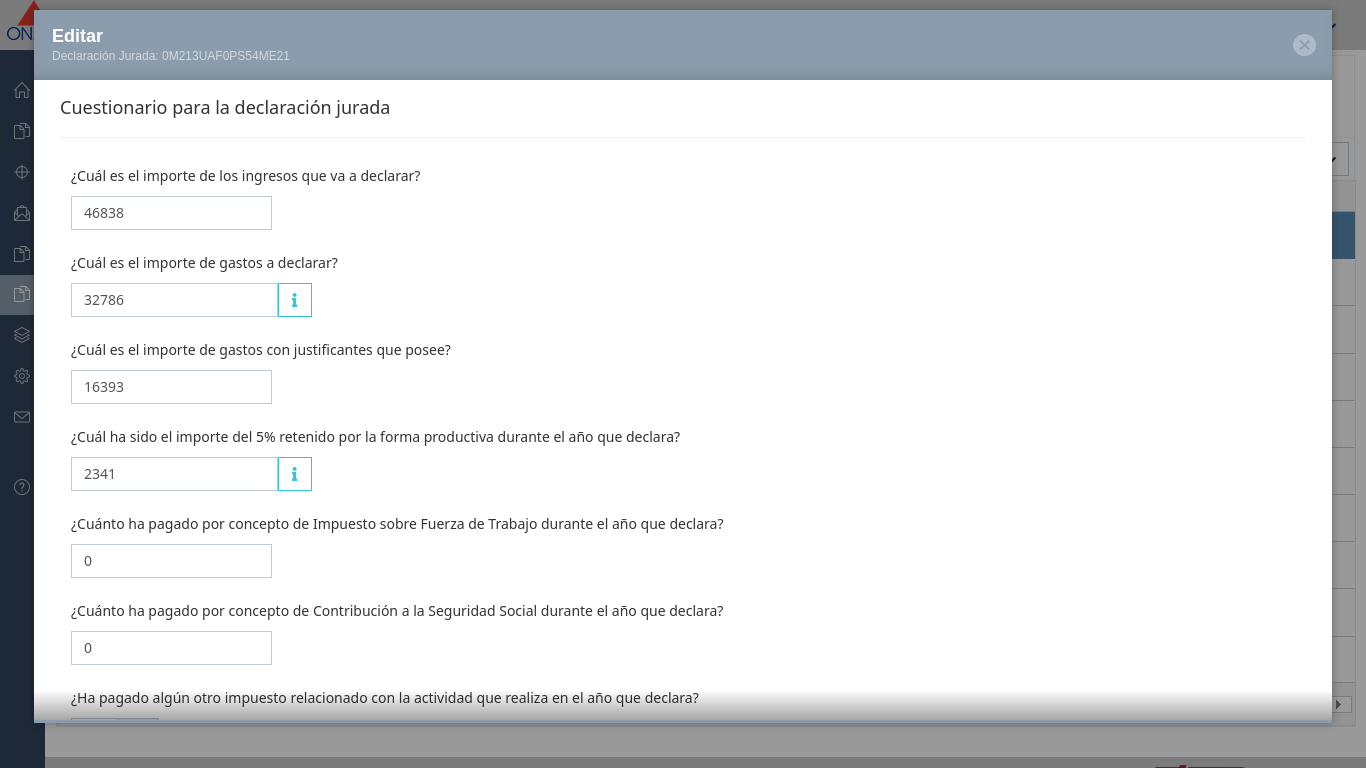 ON
Editar
Declaración Jurada: 0M213UAF0PS54ME21
Cuestionario para la declaración jurada
¿Cuál es el importe de los ingresos que va a declarar?
46838
¿Cuál es el importe de gastos a declarar?
32786
¿Cuál es el importe de gastos con justificantes que posee?
16393
¿Cuál ha sido el importe del 5% retenido por la forma productiva durante el año que declara?
2341
¿Cuánto ha pagado por concepto de Impuesto sobre Fuerza de Trabajo durante el año que declara?
0
¿Cuánto ha pagado por concepto de Contribución a la Seguridad Social durante el año que declara?
0
¿Ha pagado algún otro impuesto relacionado con la actividad que realiza en el año que declara?